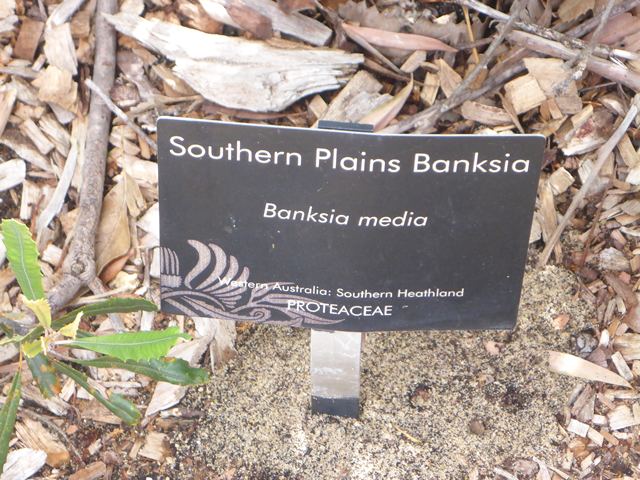 Southern Plains Banksia
Banksia media
Western Australia: Southern Heathland
PROTEACEAE